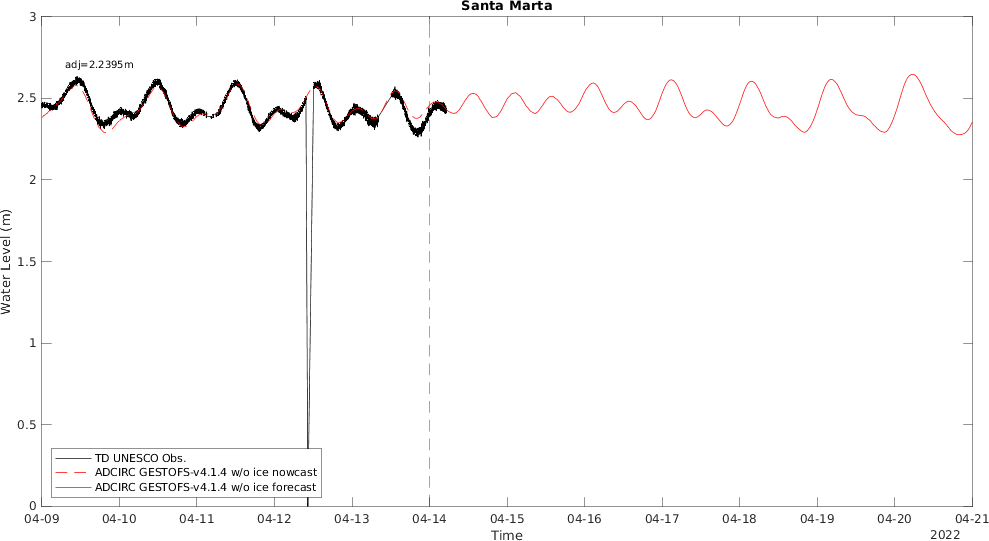 Santa Marta
3
adj=2.2395m
2.5
2
1.5
1
0.5
0
Water Level (m)
TD UNESCO Obs.
ADCIRC GESTOFS-v4.1.4 w/o ice nowcast
ADCIRC GESTOFS-v4.1.4 w/o ice forecast
04-09 04-10 04-11 04-12 04-13 04-14 04-15 04-16 04-17 04-18 04-19 04-20 04-21
Time
2022